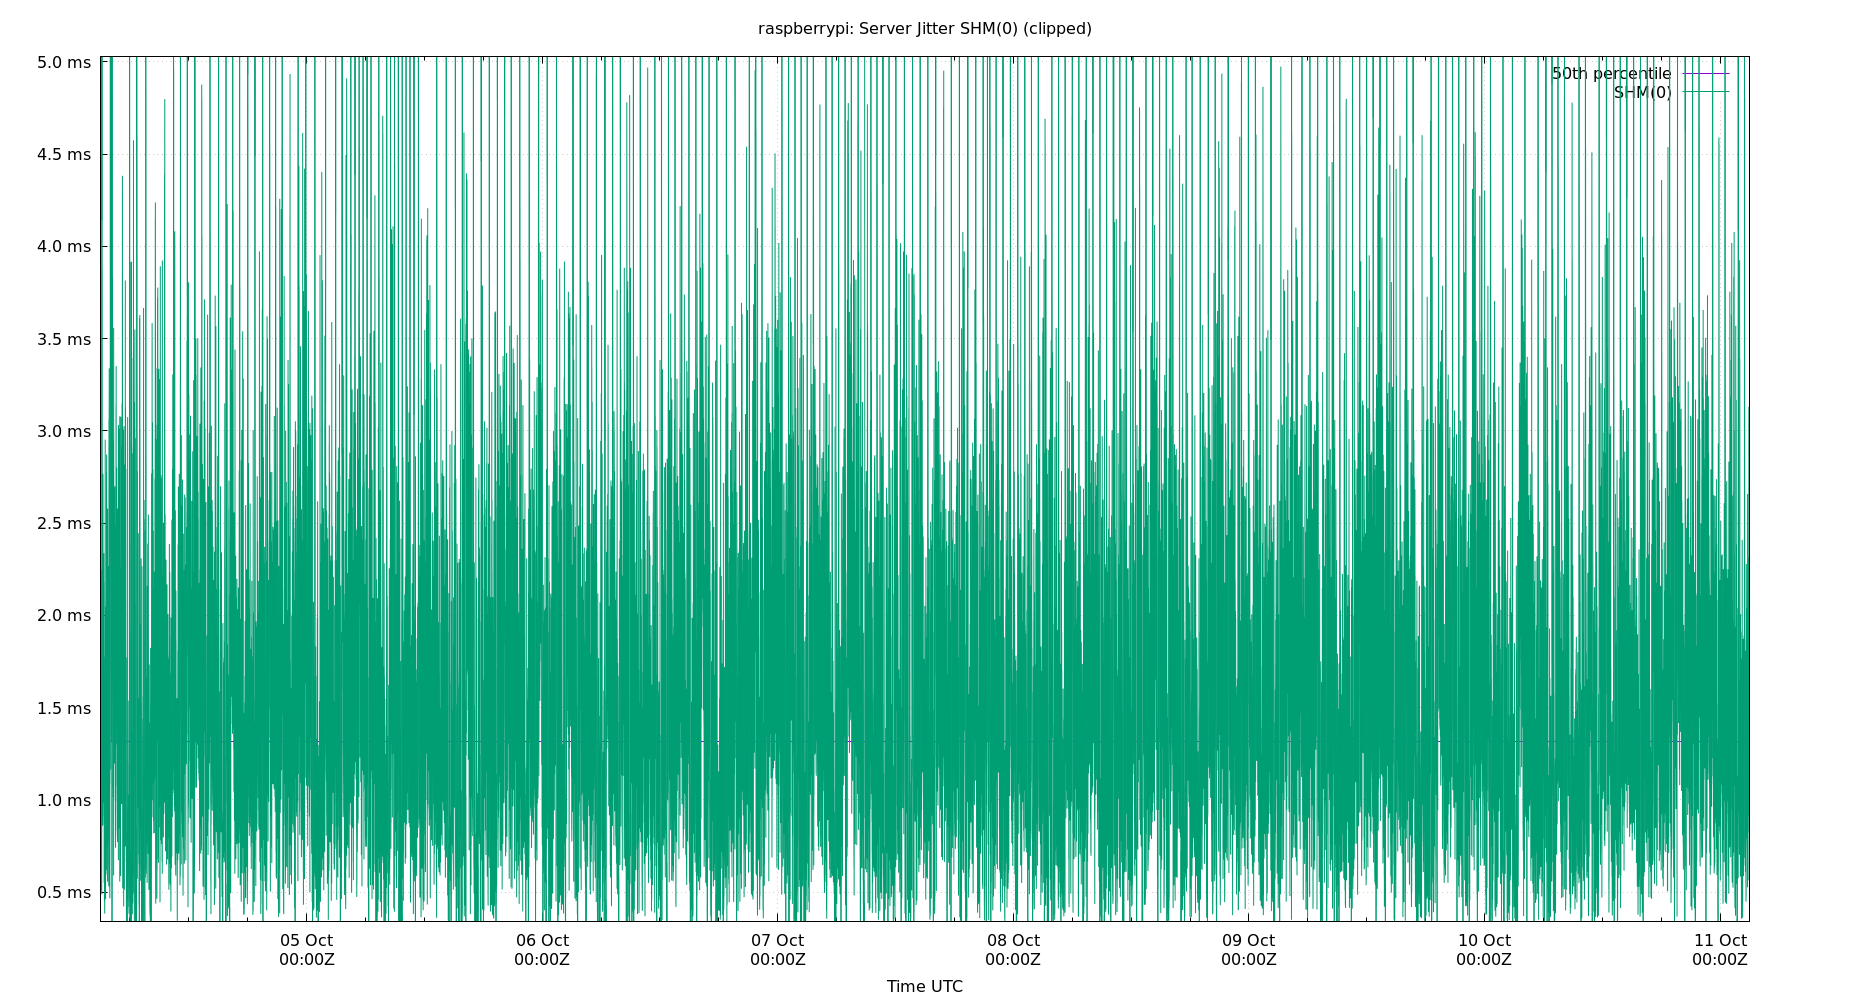 raspberrypi: Server Jitter SHM(0) (clipped)
5.0 ms
50th percentile
SHM(0)
4.5 ms
4.0 ms
3.5 ms
3.0 ms
2.5 ms
2.0 ms
1.5 ms
1.0 ms
0.5 ms
05 Oct 06 Oct 07 Oct 08 Oct 09 Oct 10 Oct 11 Oct
00:00Z 00:00Z 00:00Z 00:00Z 00:00Z 00:00Z 00:00Z
Time UTC